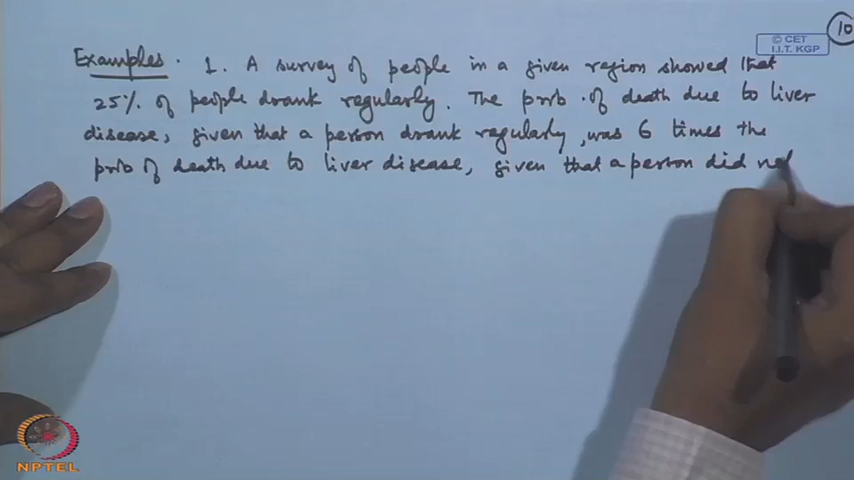 10
© CET
I.I.T. KGP
Examples. 1. A survey of people in a given region showed that
25% of people drank regularly. The prob. of death due to liver
disease, given that a person drank regularly, was 6 times the
prob of death due to liver disease, given that a person did not
NPTEL